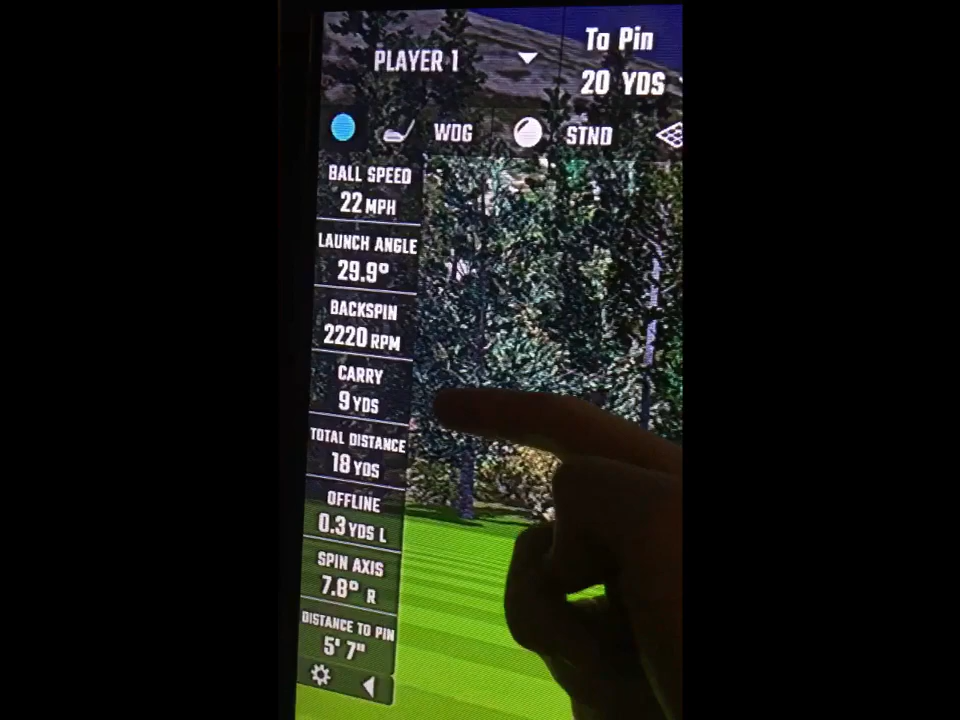 PLAYER 1
To Pin
20 YDS
WDG
STND
BALL SPEED
22 MPH
LAUNCH ANGLE
29.9°
BACKSPIN
2220 RPM
CARRY
9 YDS
TOTAL DISTANCE
18 YDS
OFFLINE
0.3 YDS L
SPIN AXIS
7.8° R
DISTANCE TO PIN
5' 7"